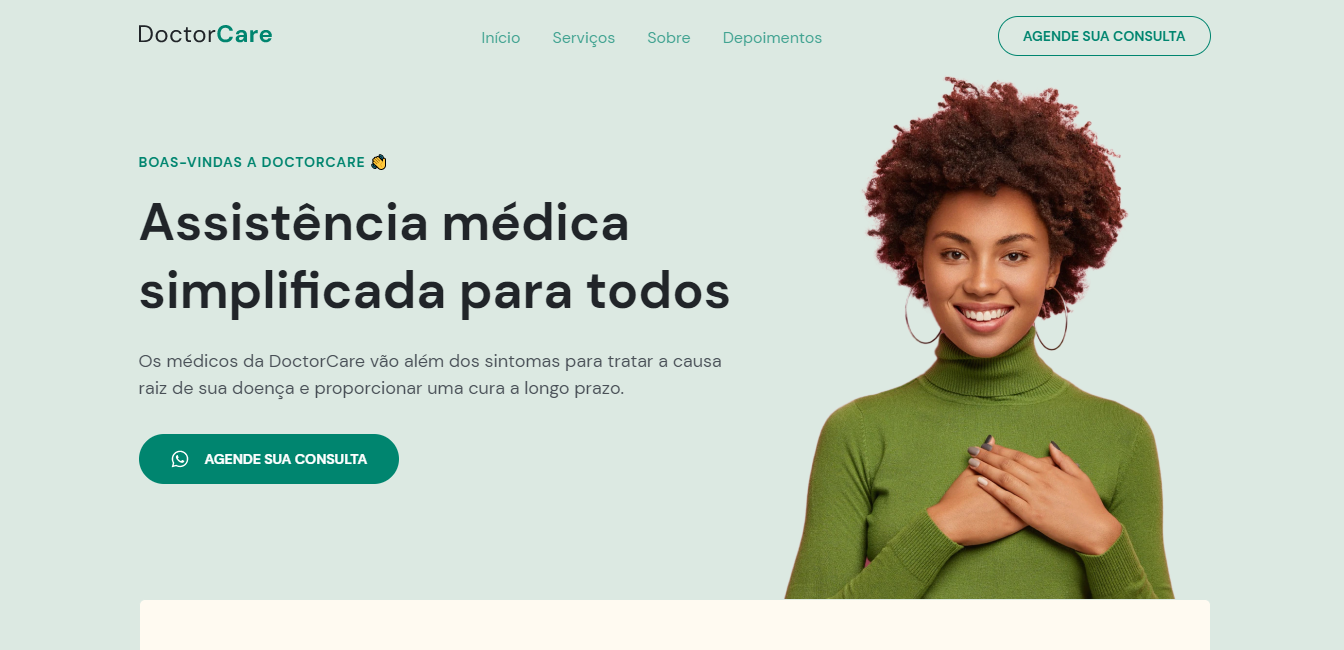 DoctorCare
Início
Serviços
Sobre
Depoimentos
AGENDE SUA CONSULTA
BOAS-VINDAS A DOCTORCARE 👋
Assistência médica
simplificada para todos
Os médicos da DoctorCare vão além dos sintomas para tratar a causa
raiz de sua doença e proporcionar uma cura a longo prazo.
AGENDE SUA CONSULTA